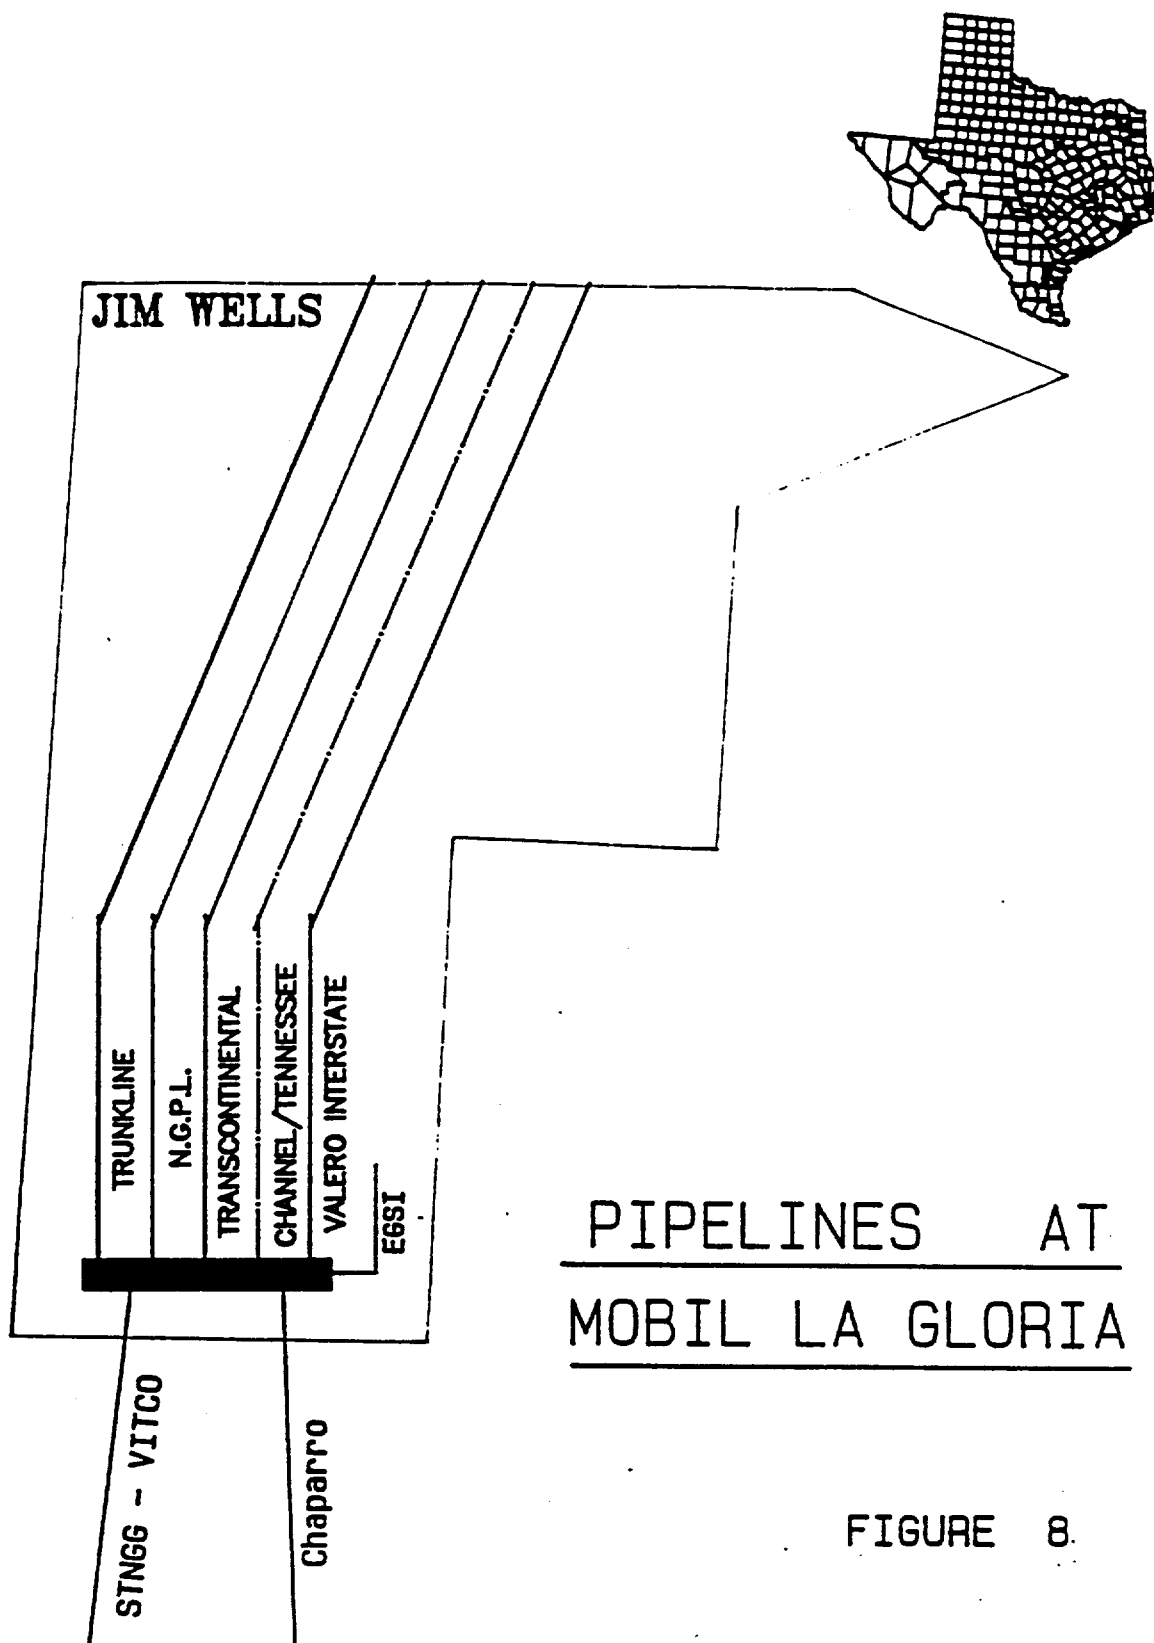 JIM WELLS
TRUNKLINE
N.G.P.L.
TRANSCONTINENTAL
CHANNEL/TENNESSEE
VALERO INTERSTATE
EGSI
STNGG - VITCO
Chaparro
PIPELINES AT
MOBIL LA GLORIA
FIGURE 8